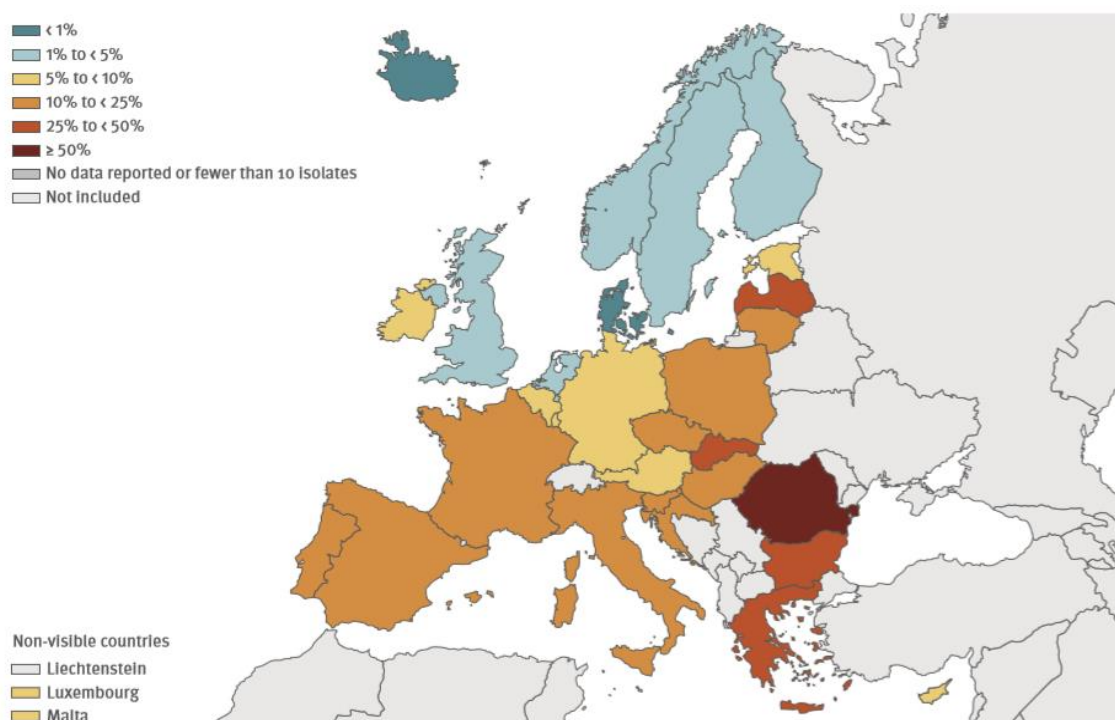 < 1%
1% to < 5%
5% to < 10%
10% to < 25%
25% to < 50%
≥ 50%
No data reported or fewer than 10 isolates
Not included
Non-visible countries
Liechtenstein
Luxembourg
Malta